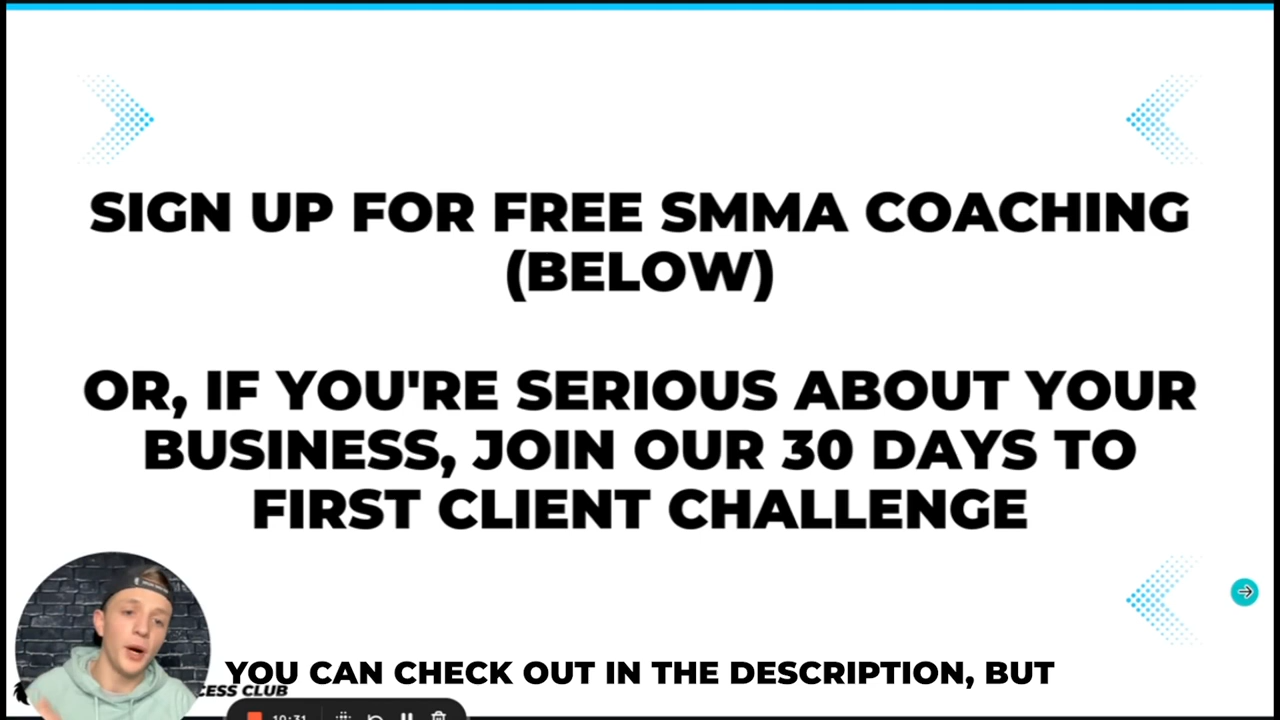 SIGN UP FOR FREE SMMA COACHING
(BELOW)
OR, IF YOU'RE SERIOUS ABOUT YOUR
BUSINESS, JOIN OUR 30 DAYS TO
FIRST CLIENT CHALLENGE
YOU CAN CHECK OUT IN THE DESCRIPTION, BUT
CLUB